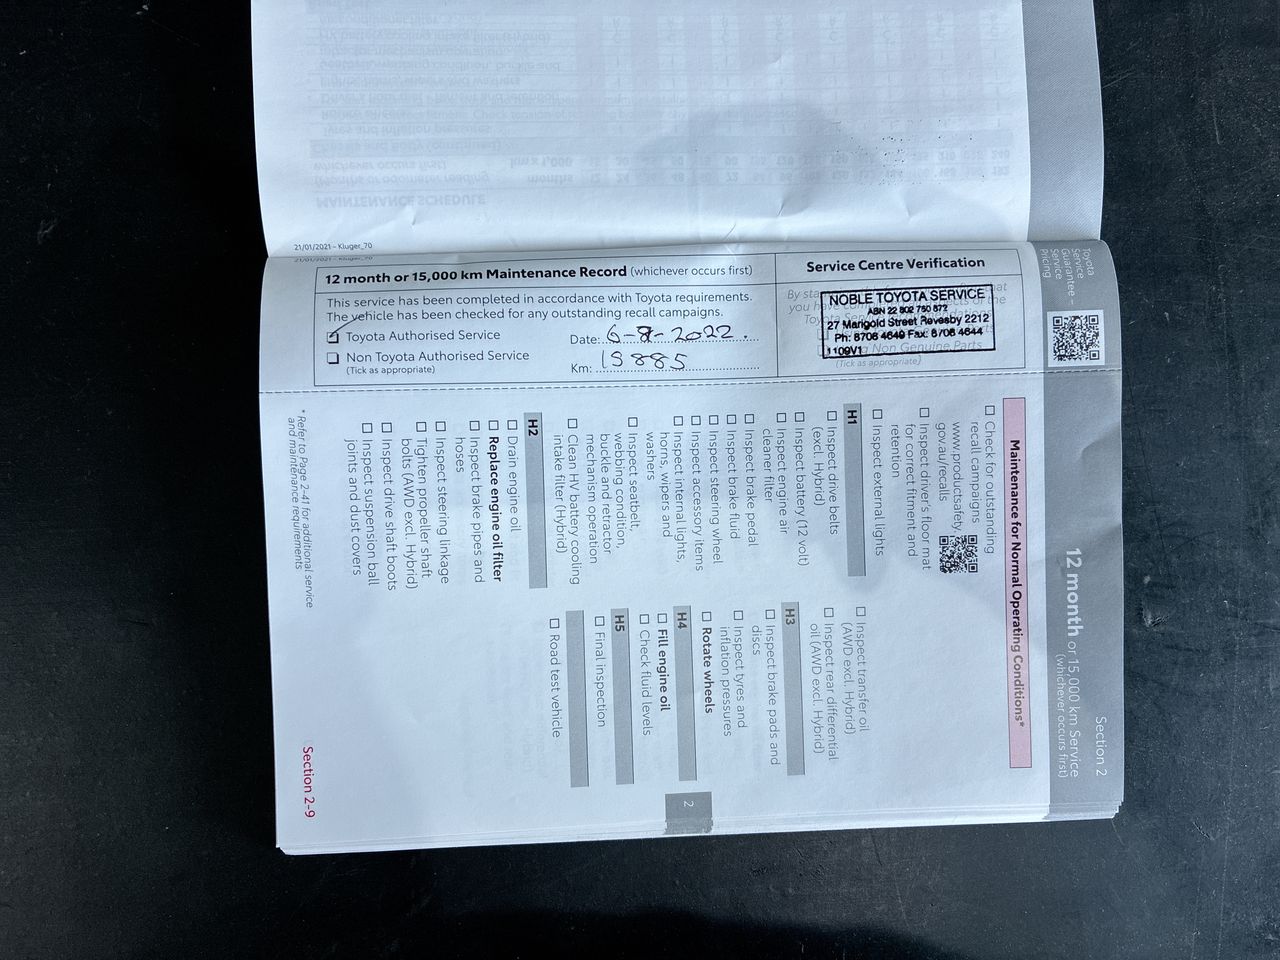 21/01/2021 – Kluger_70
12 month or 15,000 km Maintenance Record (whichever occurs first)
This service has been completed in accordance with Toyota requirements.
The vehicle has been checked for any outstanding recall campaigns.
Toyota Authorised Service
Non Toyota Authorised Service
(Tick as appropriate)
Date: 6-8-2022.
Km: 15885
Service Centre Verification
NOBLE TOYOTA SERVICE
ABN 22 802 750 872
27 Marigold Street Revesby 2212
Ph: 8708 4649 Fax: 8708 4644
1109V1
Non Genuine Parts
(Tick as appropriate)
Toyota
Service
Guarantee –
Service
Pricing
Section 2
12 month or 15,000 km Service
(whichever occurs first)
Maintenance for Normal Operating Conditions*
Check for outstanding
recall campaigns
www.productsafety.
gov.au/recalls
Inspect driver's floor mat
for correct fitment and
retention
Inspect external lights
H1
Inspect drive belts
(excl. Hybrid)
Inspect battery (12 volt)
Inspect engine air
cleaner filter
Inspect brake pedal
Inspect brake fluid
Inspect steering wheel
Inspect accessory items
Inspect internal lights,
horns, wipers and
washers
Inspect seatbelt,
webbing condition,
buckle and retractor
mechanism operation
Clean HV battery cooling
intake filter (Hybrid)
H2
Drain engine oil
Replace engine oil filter
Inspect brake pipes and
hoses
Inspect steering linkage
Tighten propeller shaft
bolts (AWD excl. Hybrid)
Inspect drive shaft boots
Inspect suspension ball
joints and dust covers
Inspect transfer oil
(AWD excl. Hybrid)
Inspect rear differential
oil (AWD excl. Hybrid)
H3
Inspect brake pads and
discs
Inspect tyres and
inflation pressures
Rotate wheels
H4
Fill engine oil
Check fluid levels
H5
Final inspection
Road test vehicle
2
* Refer to Page 2–41 for additional service
and maintenance requirements
Section 2–9